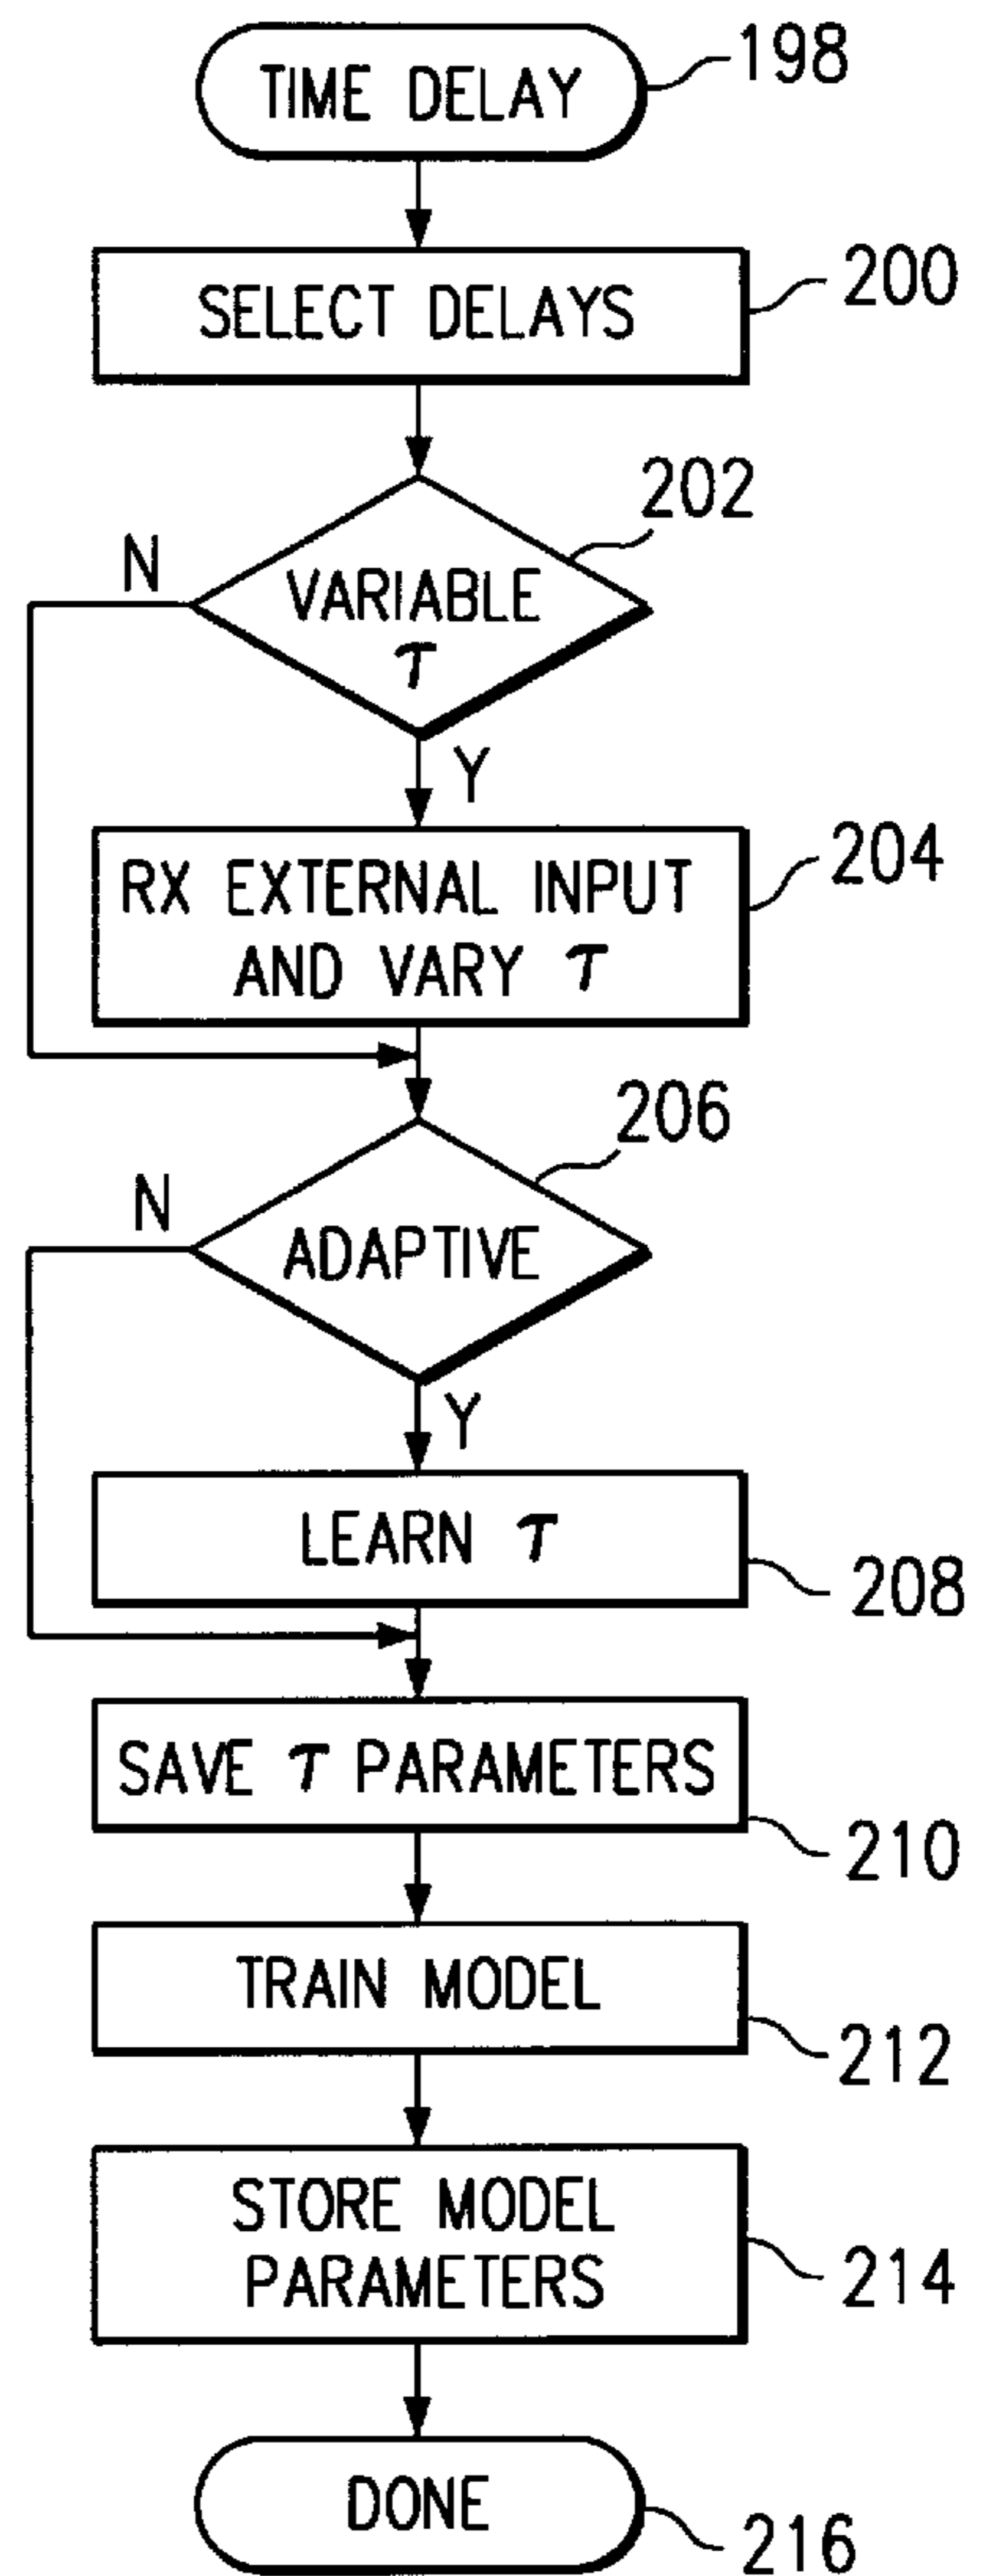 TIME DELAY
198
SELECT DELAYS
200
202
N
VARIABLE
τ
Y
RX EXTERNAL INPUT
AND VARY τ
204
206
N
ADAPTIVE
Y
LEARN τ
208
SAVE τ PARAMETERS
210
TRAIN MODEL
212
STORE MODEL
PARAMETERS
214
DONE
216